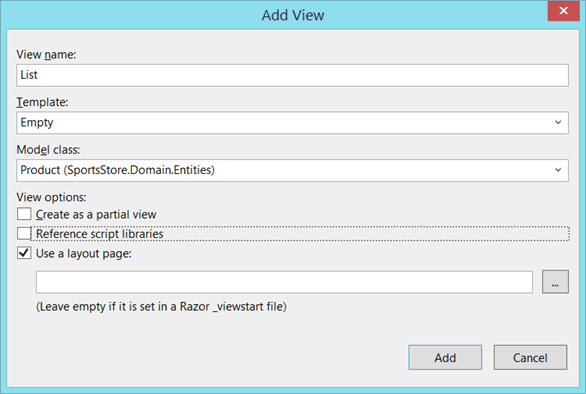 Add View
View name:
List
Template:
Empty
Model class:
Product (SportsStore.Domain.Entities)
View options:
Create as a partial view
Reference script libraries
Use a layout page:
...
(Leave empty if it is set in a Razor _viewstart file)
Add Cancel